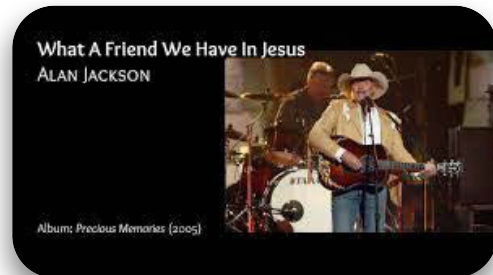 What A Friend We Have In Jesus
Alan Jackson
Album: Precious Memories (2005)